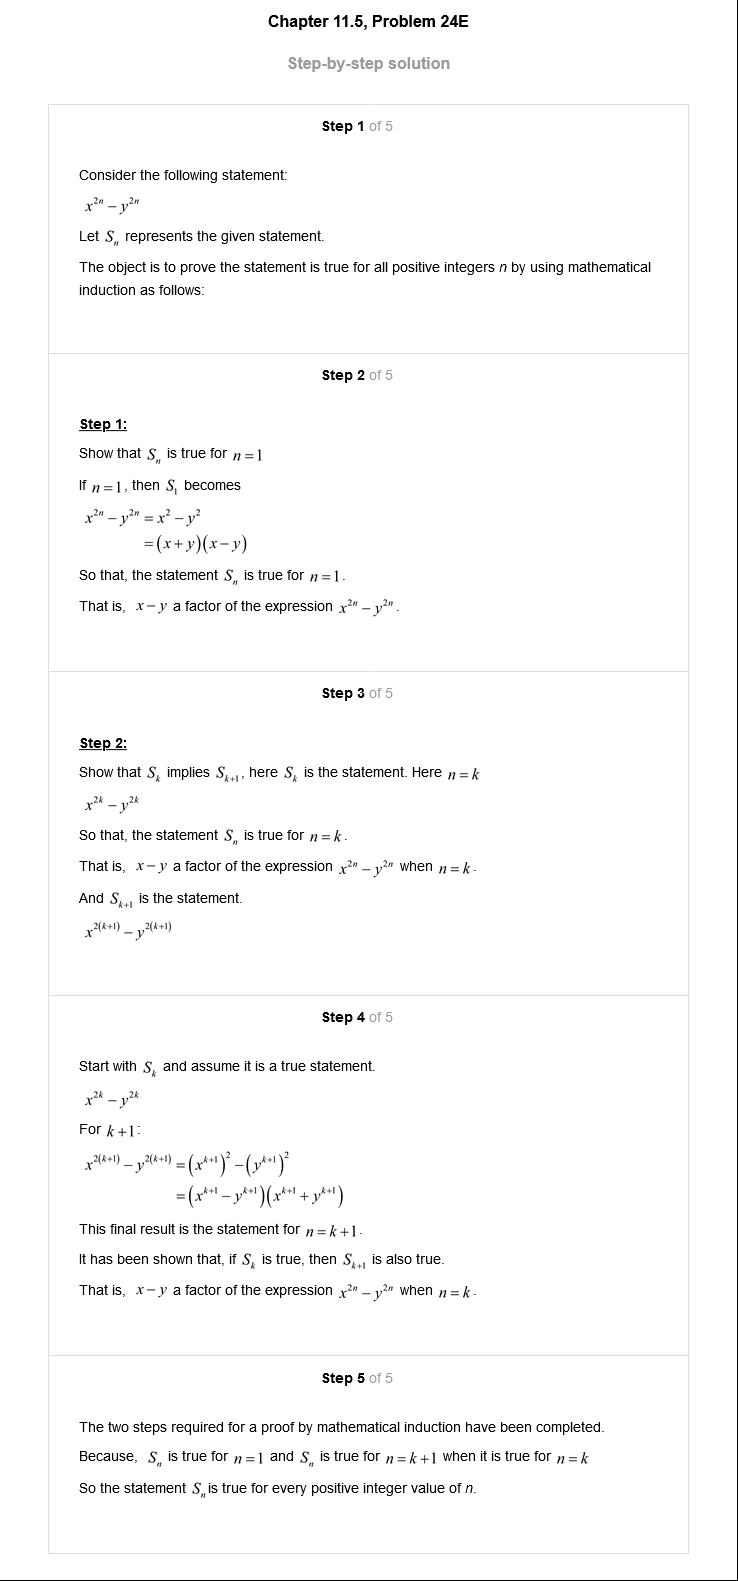 Chapter 11.5, Problem 24E
Step-by-step solution
Step 1 of 5
Consider the following statement:
x^{2n} − y^{2n}
Let S_n represents the given statement.
The object is to prove the statement is true for all positive integers n by using mathematical
induction as follows:
Step 2 of 5
Step 1:
Show that S_n is true for n = 1
If n = 1, then S_1 becomes
x^{2n} − y^{2n} = x^2 − y^2
= (x + y)(x − y)
So that, the statement S_n is true for n = 1.
That is, x − y a factor of the expression x^{2n} − y^{2n}.
Step 3 of 5
Step 2:
Show that S_k implies S_{k+1}, here S_k is the statement. Here n = k
x^{2k} − y^{2k}
So that, the statement S_n is true for n = k.
That is, x − y a factor of the expression x^{2n} − y^{2n} when n = k.
And S_{k+1} is the statement.
x^{2(k+1)} − y^{2(k+1)}
Step 4 of 5
Start with S_k and assume it is a true statement.
x^{2k} − y^{2k}
For k + 1:
x^{2(k+1)} − y^{2(k+1)} = (x^{k+1})^2 − (y^{k+1})^2
= (x^{k+1} − y^{k+1})(x^{k+1} + y^{k+1})
This final result is the statement for n = k + 1.
It has been shown that, if S_k is true, then S_{k+1} is also true.
That is, x − y a factor of the expression x^{2n} − y^{2n} when n = k.
Step 5 of 5
The two steps required for a proof by mathematical induction have been completed.
Because, S_n is true for n = 1 and S_n is true for n = k + 1 when it is true for n = k
So the statement S_n is true for every positive integer value of n.